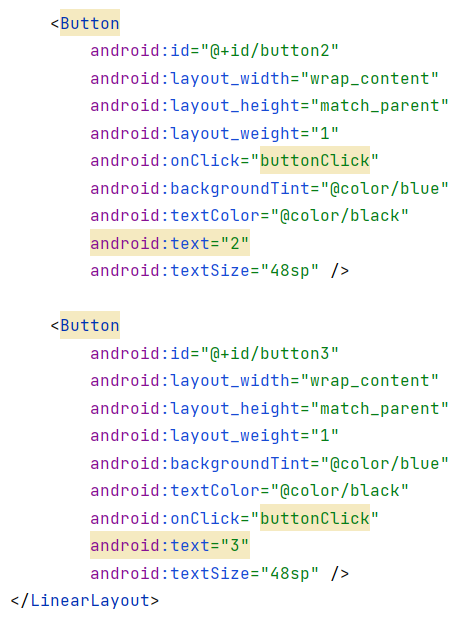 <Button
android:id="@+id/button2"
android:layout_width="wrap_content"
android:layout_height="match_parent"
android:layout_weight="1"
android:onClick="buttonClick"
android:backgroundTint="@color/blue"
android:textColor="@color/black"
android:text="2"
android:textSize="48sp" />
<Button
android:id="@+id/button3"
android:layout_width="wrap_content"
android:layout_height="match_parent"
android:layout_weight="1"
android:backgroundTint="@color/blue"
android:textColor="@color/black"
android:onClick="buttonClick"
android:text="3"
android:textSize="48sp" />
</LinearLayout>